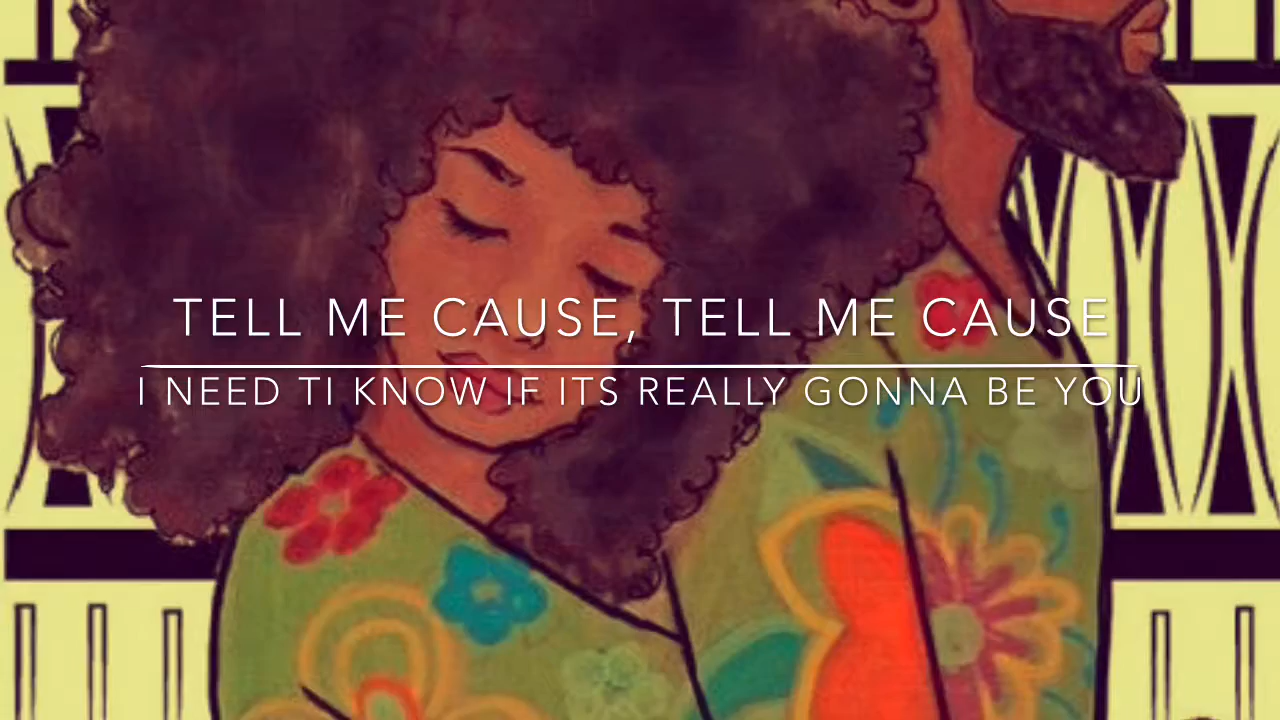 TELL ME CAUSE, TELL ME CAUSE
I NEED TI KNOW IF ITS REALLY GONNA BE YOU